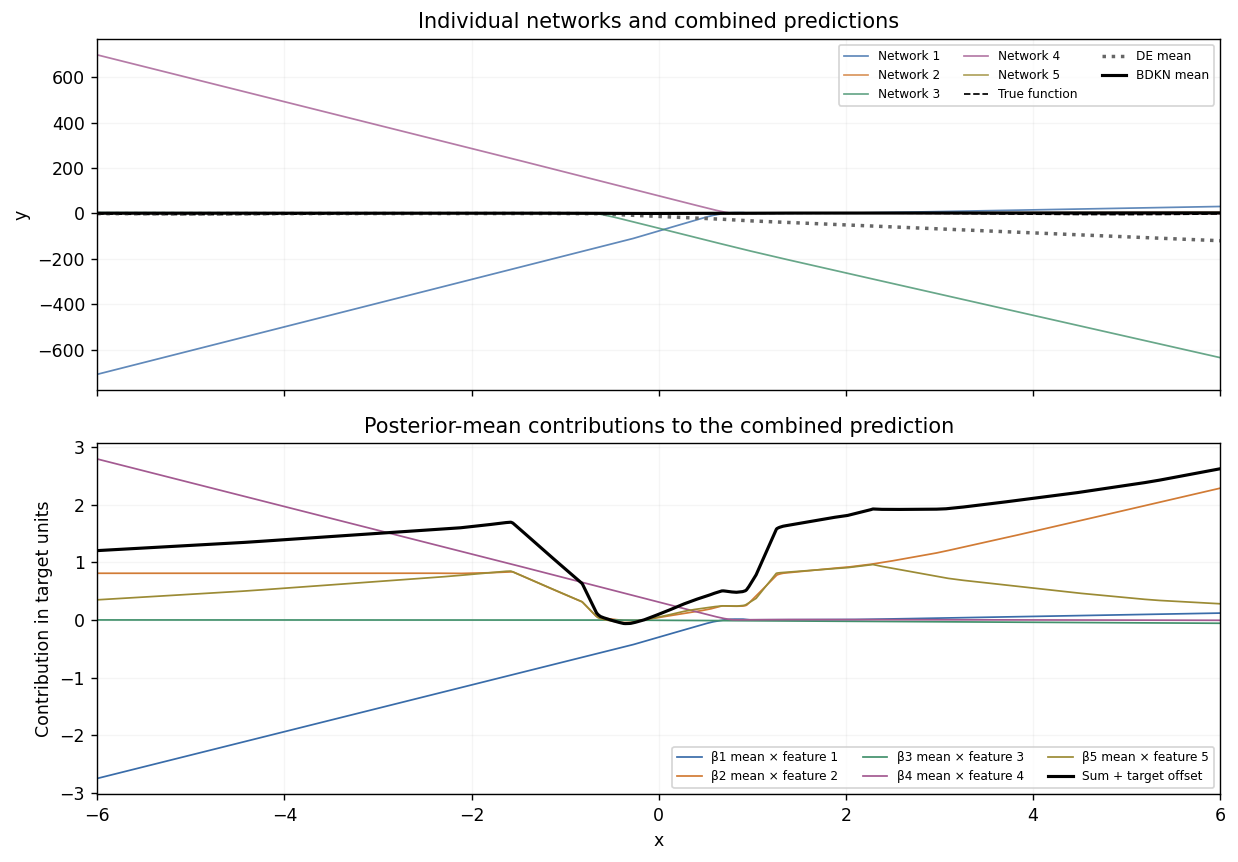 Individual networks and combined predictions
Network 1
Network 2
Network 3
Network 4
Network 5
True function
DE mean
BDKN mean
y
600
400
200
0
−200
−400
−600
Posterior-mean contributions to the combined prediction
Contribution in target units
3
2
1
0
−1
−2
−3
β1 mean × feature 1
β2 mean × feature 2
β3 mean × feature 3
β4 mean × feature 4
β5 mean × feature 5
Sum + target offset
−6 −4 −2 0 2 4 6
x